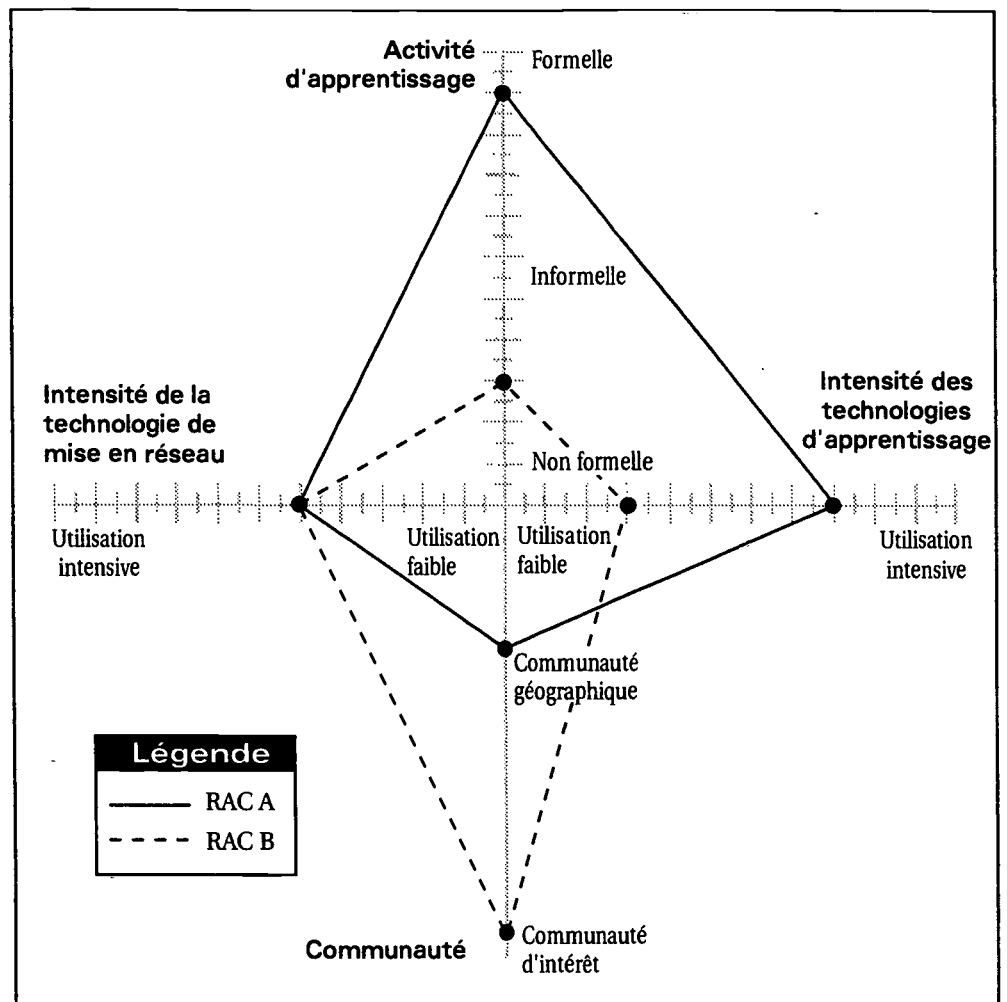 Activité
d'apprentissage
Formelle
Informelle
Intensité de la
technologie de
mise en réseau
Intensité des
technologies
d'apprentissage
Non formelle
Utilisation
intensive
Utilisation
faible
Utilisation
faible
Utilisation
intensive
Communauté
géographique
Légende
RAC A
RAC B
Communauté
Communauté
d'intérêt